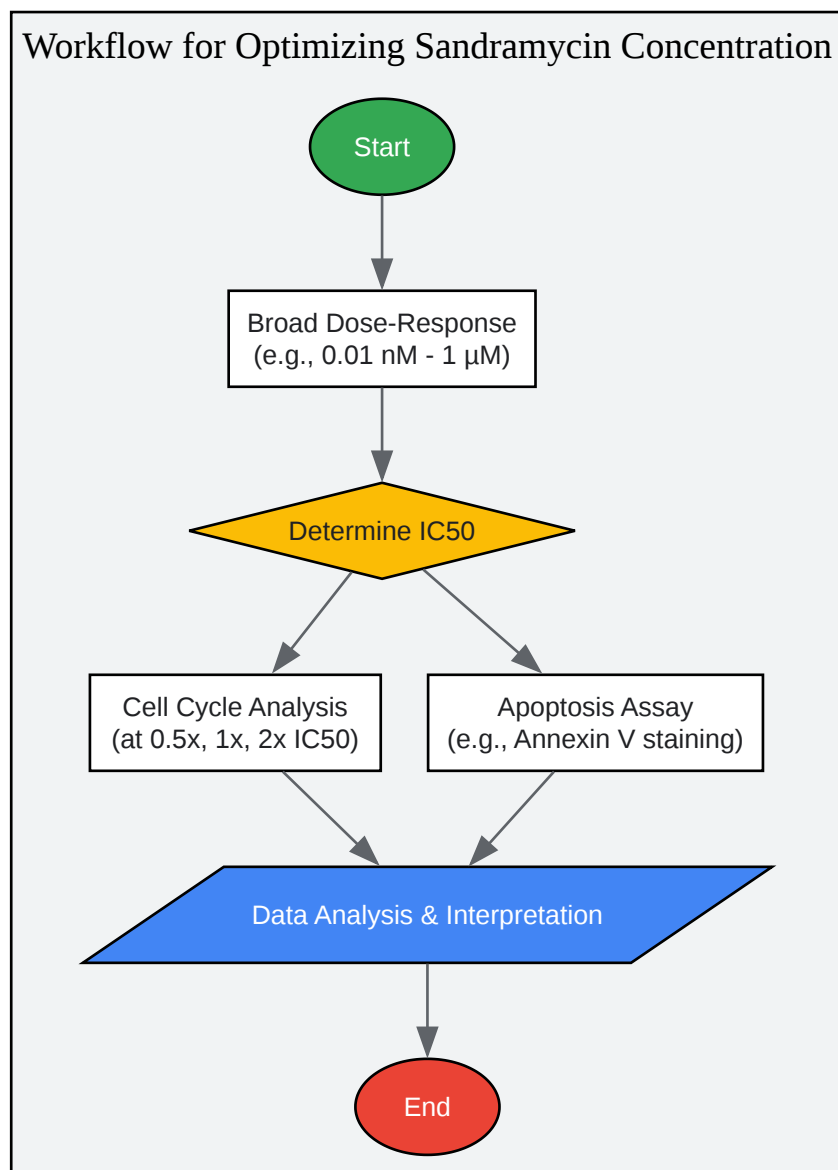 Workflow for Optimizing Sandramycin Concentration
Start
Broad Dose-Response
(e.g., 0.01 nM - 1 µM)
Determine IC50
Cell Cycle Analysis
(at 0.5x, 1x, 2x IC50)
Apoptosis Assay
(e.g., Annexin V staining)
Data Analysis & Interpretation
End